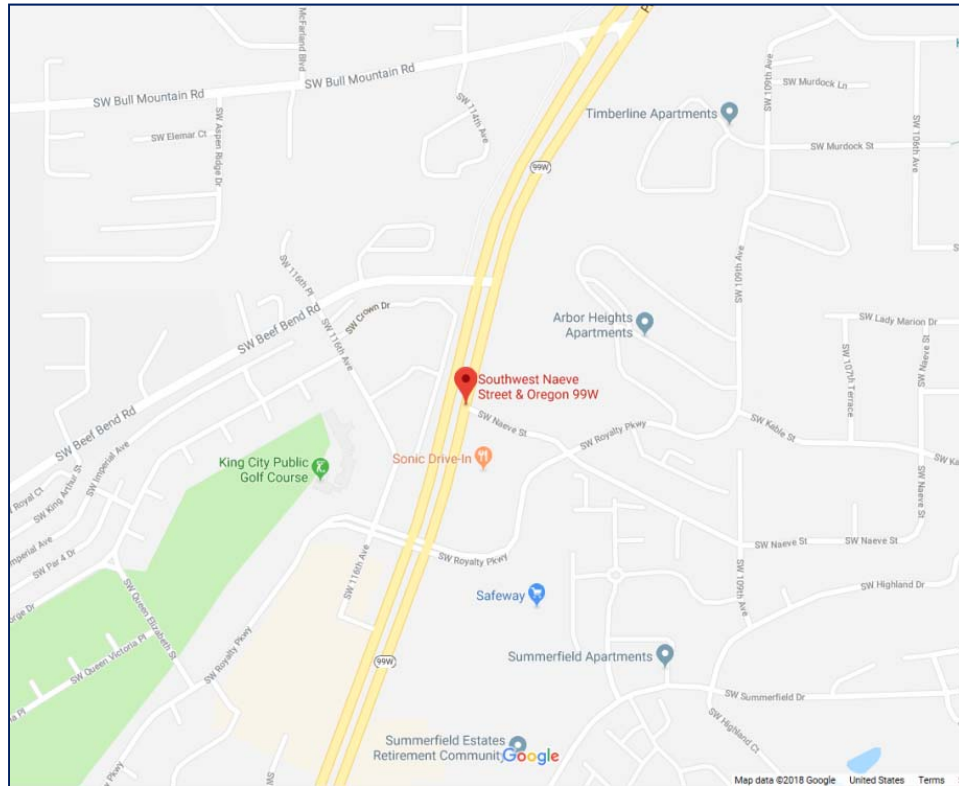 McFarland Blvd
SW Bull Mountain Rd
SW Bull Mountain Rd
SW Elemar Ct
SW Aspen Ridge Dr
SW 114th Ave
99W
Timberline Apartments
SW 109th Ave
SW Murdock Ln
SW Murdock St
SW 106th Ave
SW 116th Pl
SW Crown Dr
SW Beef Bend Rd
SW 116th Ave
SW 109th Ave
Arbor Heights
Apartments
SW Lady Marion Dr
SW 107th Terrace
SW Naeve St
Southwest Naeve
Street & Oregon 99W
SW Naeve St
SW Royalty Pkwy
SW Kable St
SW Beef Bend Rd
SW Imperial Ave
SW King Arthur St
Royal Ct
Imperial Ave
SW Par 4 Dr
King City Public
Golf Course
Sonic Drive-In
SW Naeve St
SW Royalty Pkwy
SW 116th Ave
SW Naeve St
SW Naeve St
SW 109th Ave
SW Highland Dr
Safeway
SW Queen Elizabeth St
SW Queen Victoria Pl
SW Royalty Pkwy
99W
Summerfield Apartments
SW Summerfield Dr
SW Highland Ct
Summerfield Estates
Retirement Community
Google
SW
Map data ©2018 Google United States Terms